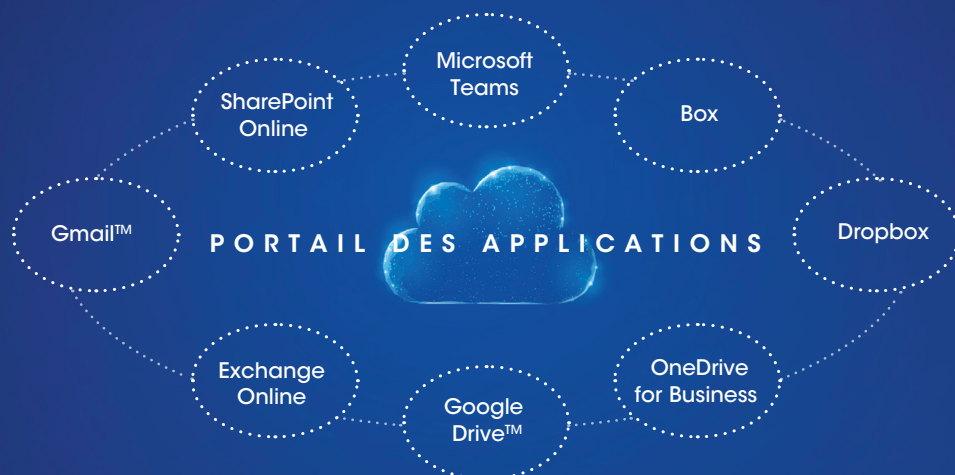 Microsoft
Teams
SharePoint
Online
Box
Gmail™
PORTAIL DES APPLICATIONS
Dropbox
Exchange
Online
Google
Drive™
OneDrive
for Business